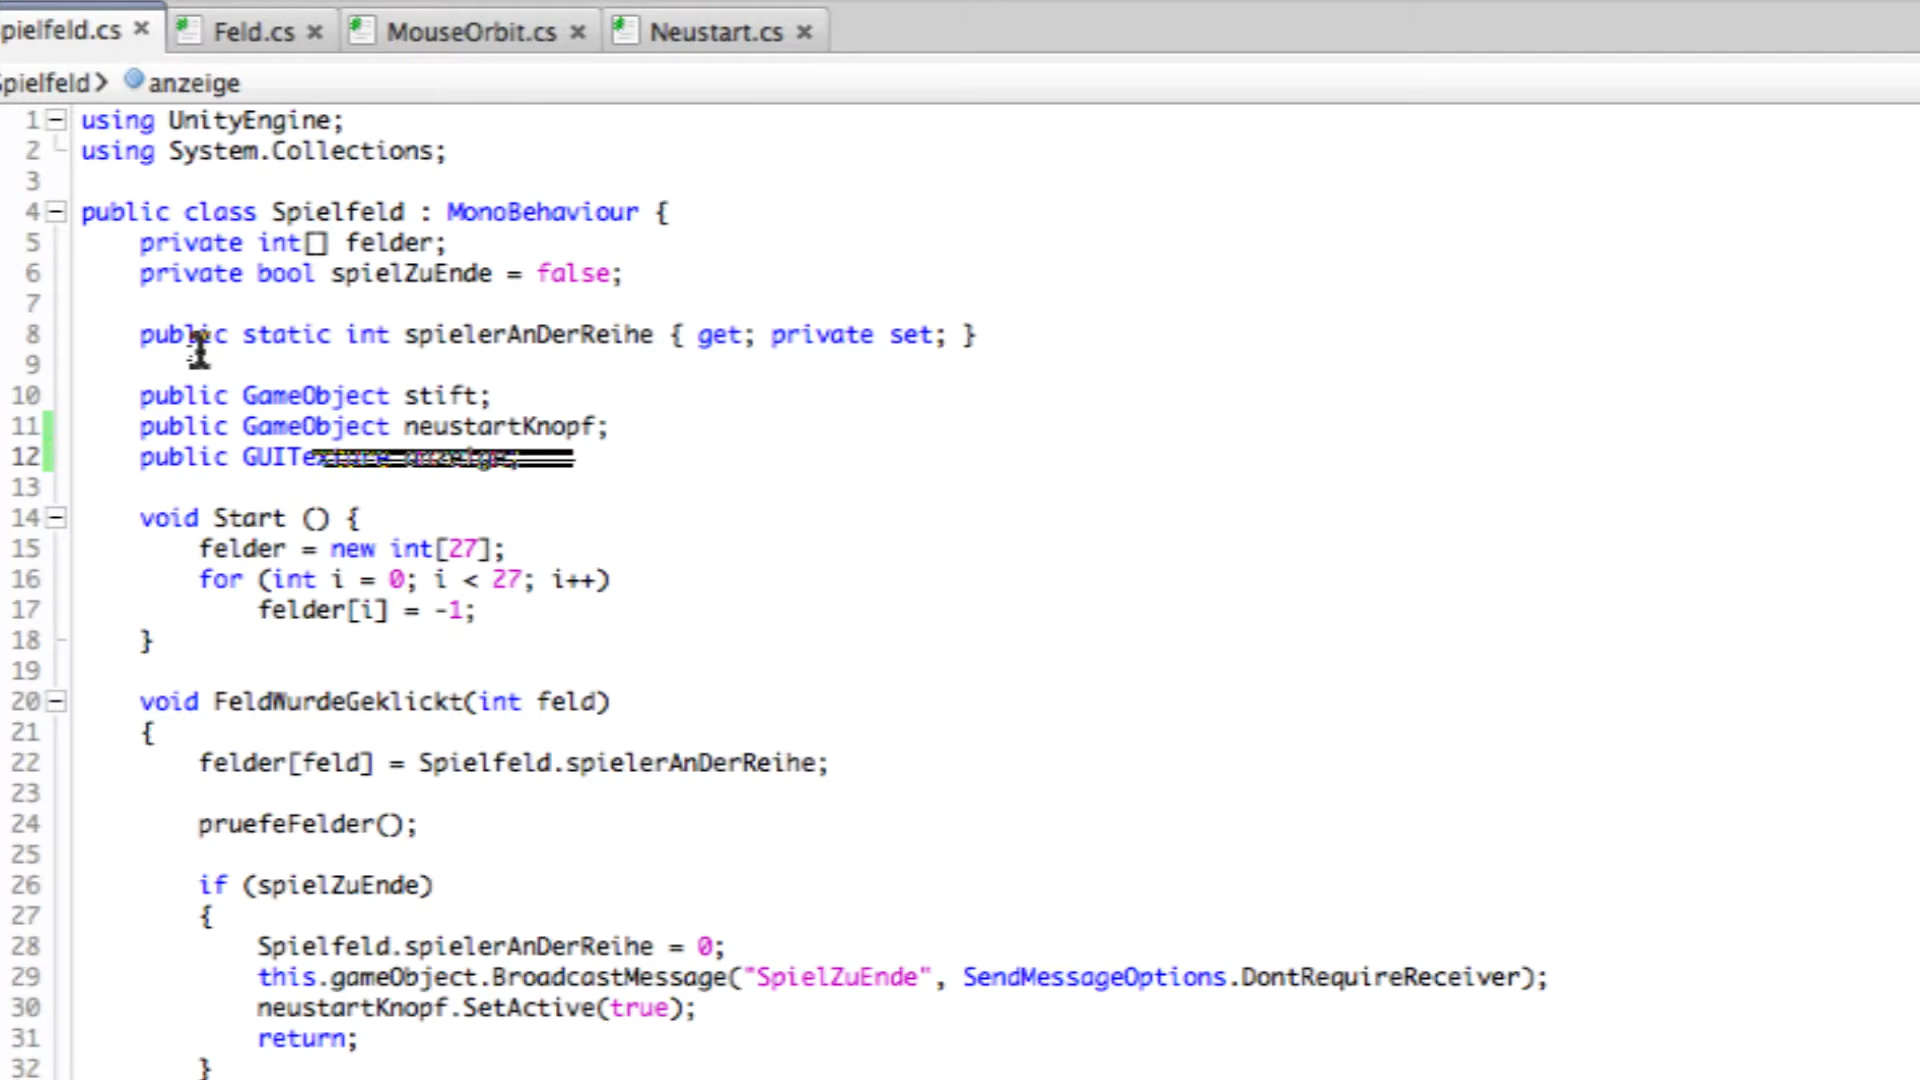 pielfeld.cs × Feld.cs × MouseOrbit.cs × Neustart.cs ×
Spielfeld > anzeige
1 using UnityEngine;
2 using System.Collections;
3
4 public class Spielfeld : MonoBehaviour {
5 private int[] felder;
6 private bool spielZuEnde = false;
7
8 public static int spielerAnDerReihe { get; private set; }
9
10 public GameObject stift;
11 public GameObject neustartKnopf;
12 public GUITexture anzeige;
13
14 void Start () {
15 felder = new int[27];
16 for (int i = 0; i < 27; i++)
17 felder[i] = -1;
18 }
19
20 void FeldWurdeGeklickt(int feld)
21 {
22 felder[feld] = Spielfeld.spielerAnDerReihe;
23
24 pruefeFelder();
25
26 if (spielZuEnde)
27 {
28 Spielfeld.spielerAnDerReihe = 0;
29 this.gameObject.BroadcastMessage("SpielZuEnde", SendMessageOptions.DontRequireReceiver);
30 neustartKnopf.SetActive(true);
31 return;
32 }